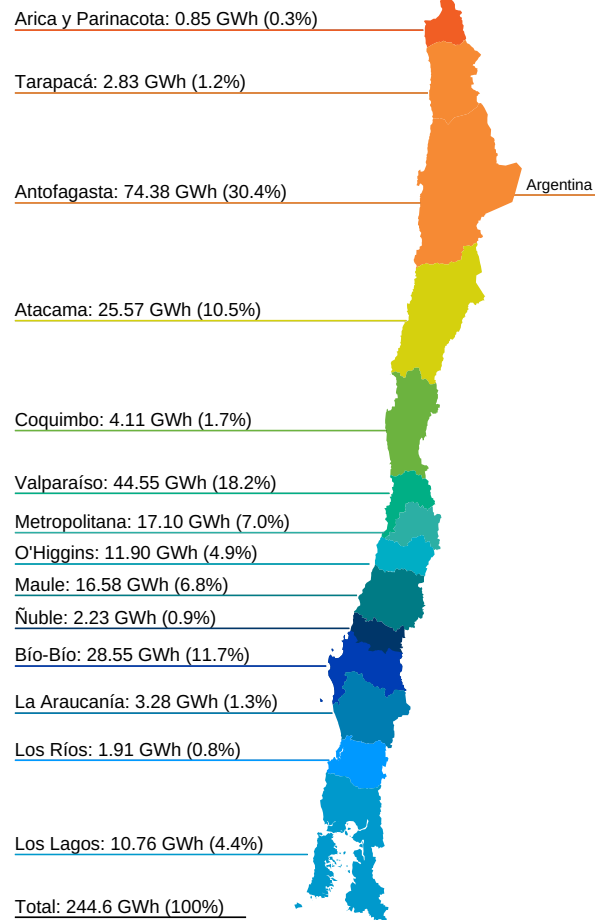 Arica y Parinacota: 0.85 GWh (0.3%)
Tarapacá: 2.83 GWh (1.2%)
Antofagasta: 74.38 GWh (30.4%)
Argentina
Atacama: 25.57 GWh (10.5%)
Coquimbo: 4.11 GWh (1.7%)
Valparaíso: 44.55 GWh (18.2%)
Metropolitana: 17.10 GWh (7.0%)
O'Higgins: 11.90 GWh (4.9%)
Maule: 16.58 GWh (6.8%)
Ñuble: 2.23 GWh (0.9%)
Bío-Bío: 28.55 GWh (11.7%)
La Araucanía: 3.28 GWh (1.3%)
Los Ríos: 1.91 GWh (0.8%)
Los Lagos: 10.76 GWh (4.4%)
Total: 244.6 GWh (100%)